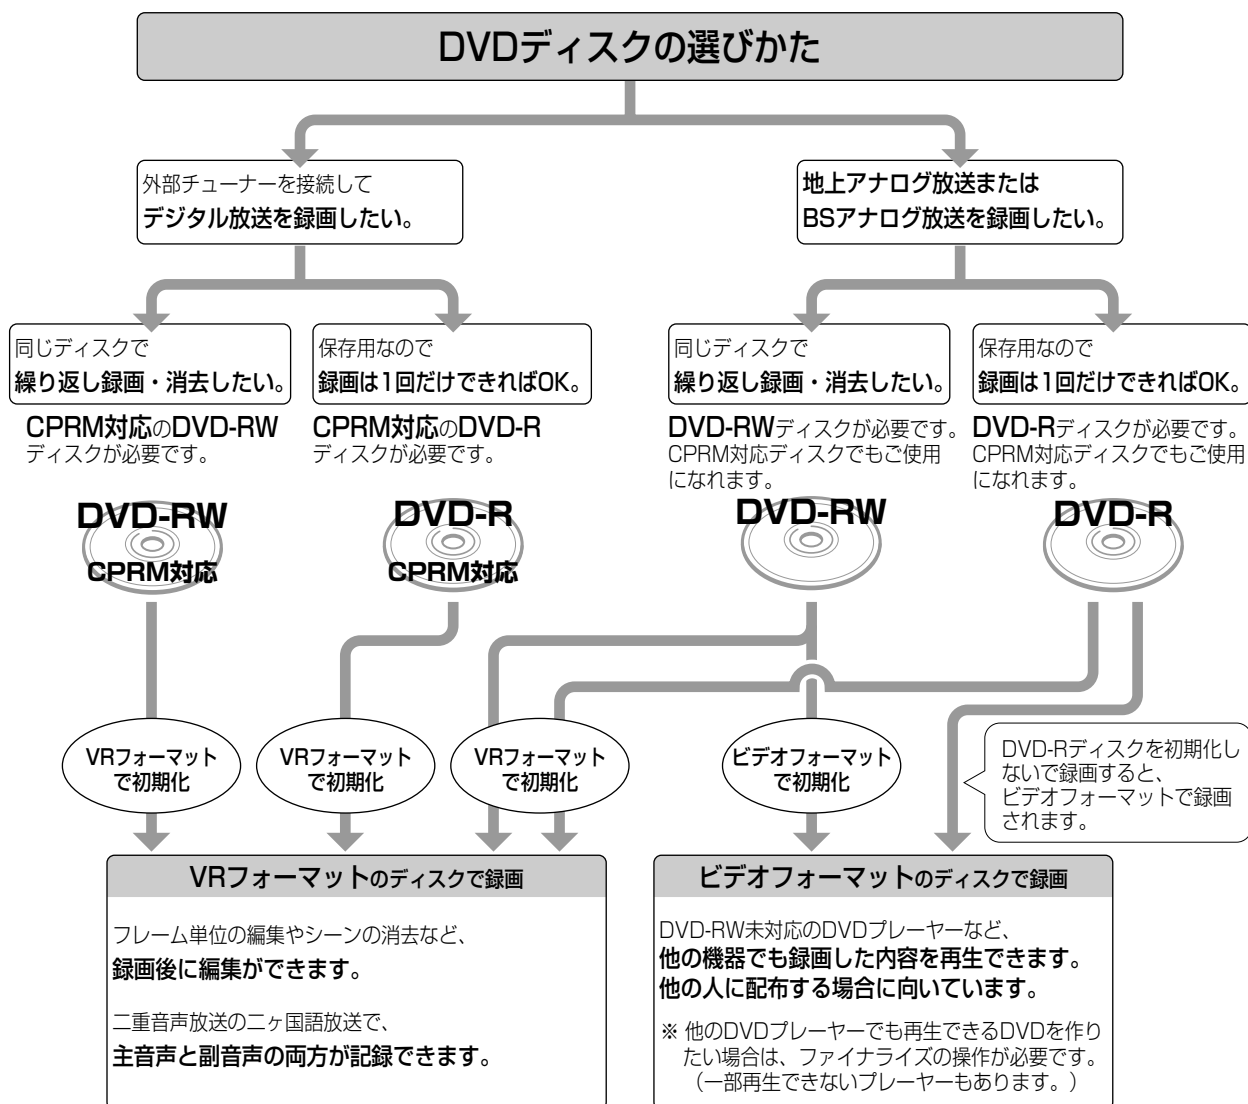 DVDディスクの選びかた
外部チューナーを接続して
デジタル放送を録画したい。
地上アナログ放送または
BSアナログ放送を録画したい。
同じディスクで
繰り返し録画・消去したい。
保存用なので
録画は1回だけできればOK。
同じディスクで
繰り返し録画・消去したい。
保存用なので
録画は1回だけできればOK。
CPRM対応のDVD-RW
ディスクが必要です。
CPRM対応のDVD-R
ディスクが必要です。
DVD-RWディスクが必要です。
CPRM対応ディスクでもご使用
になれます。
DVD-Rディスクが必要です。
CPRM対応ディスクでもご使用
になれます。
DVD-RW
CPRM対応
DVD-R
CPRM対応
DVD-RW
DVD-R
VRフォーマット
で初期化
VRフォーマット
で初期化
VRフォーマット
で初期化
ビデオフォーマット
で初期化
DVD-Rディスクを初期化し
ないで録画すると、
ビデオフォーマットで録画
されます。
VRフォーマットのディスクで録画
フレーム単位の編集やシーンの消去など、
録画後に編集ができます。
二重音声放送の二ヶ国語放送で、
主音声と副音声の両方が記録できます。
ビデオフォーマットのディスクで録画
DVD-RW未対応のDVDプレーヤーなど、
他の機器でも録画した内容を再生できます。
他の人に配布する場合に向いています。
※ 他のDVDプレーヤーでも再生できるDVDを作り
たい場合は、ファイナライズの操作が必要です。
（一部再生できないプレーヤーもあります。）